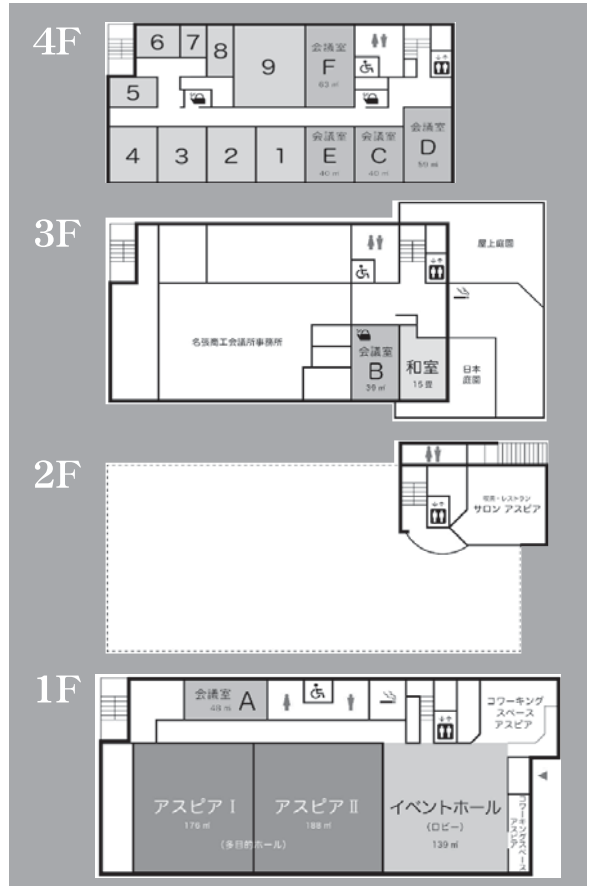 4F
6
7
8
9
会議室
F
63㎡
5
4
3
2
1
会議室
E
40㎡
会議室
C
40㎡
会議室
D
59㎡
3F
屋上庭園
名張商工会議所事務所
会議室
B
39㎡
和室
15畳
日本
庭園
2F
喫茶・レストラン
サロン アスピア
1F
会議室 A
48㎡
コワーキング
スペース
アスピア
アスピアⅠ
176㎡
アスピアⅡ
188㎡
(多目的ホール)
イベントホール
(ロビー)
139㎡
コワーキングスペース
アスピア